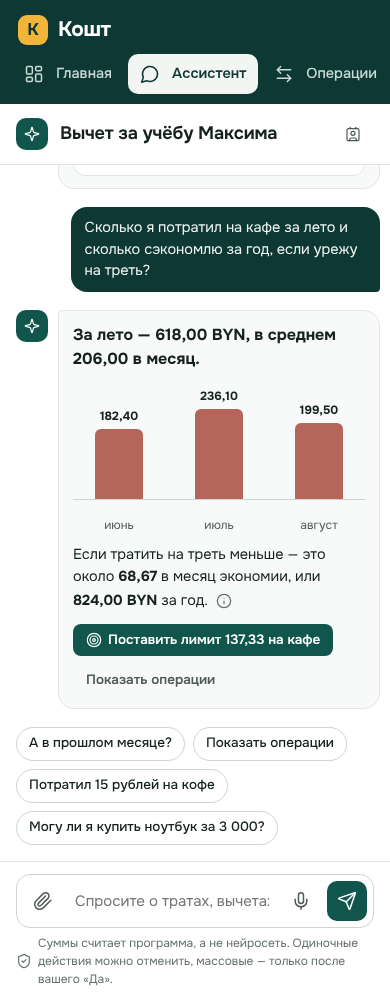 K Кошт
Главная Ассистент Операции
Вычет за учёбу Максима
Сколько я потратил на кафе за лето и
сколько сэкономлю за год, если урежу
на треть?
За лето — 618,00 BYN, в среднем
206,00 в месяц.
182,40 236,10 199,50
июнь июль август
Если тратить на треть меньше — это
около 68,67 в месяц экономии, или
824,00 BYN за год.
Поставить лимит 137,33 на кафе
Показать операции
А в прошлом месяце? Показать операции
Потратил 15 рублей на кофе
Могу ли я купить ноутбук за 3 000?
Спросите о тратах, вычета:
Суммы считает программа, а не нейросеть. Одиночные
действия можно отменить, массовые — только после
вашего «Да».